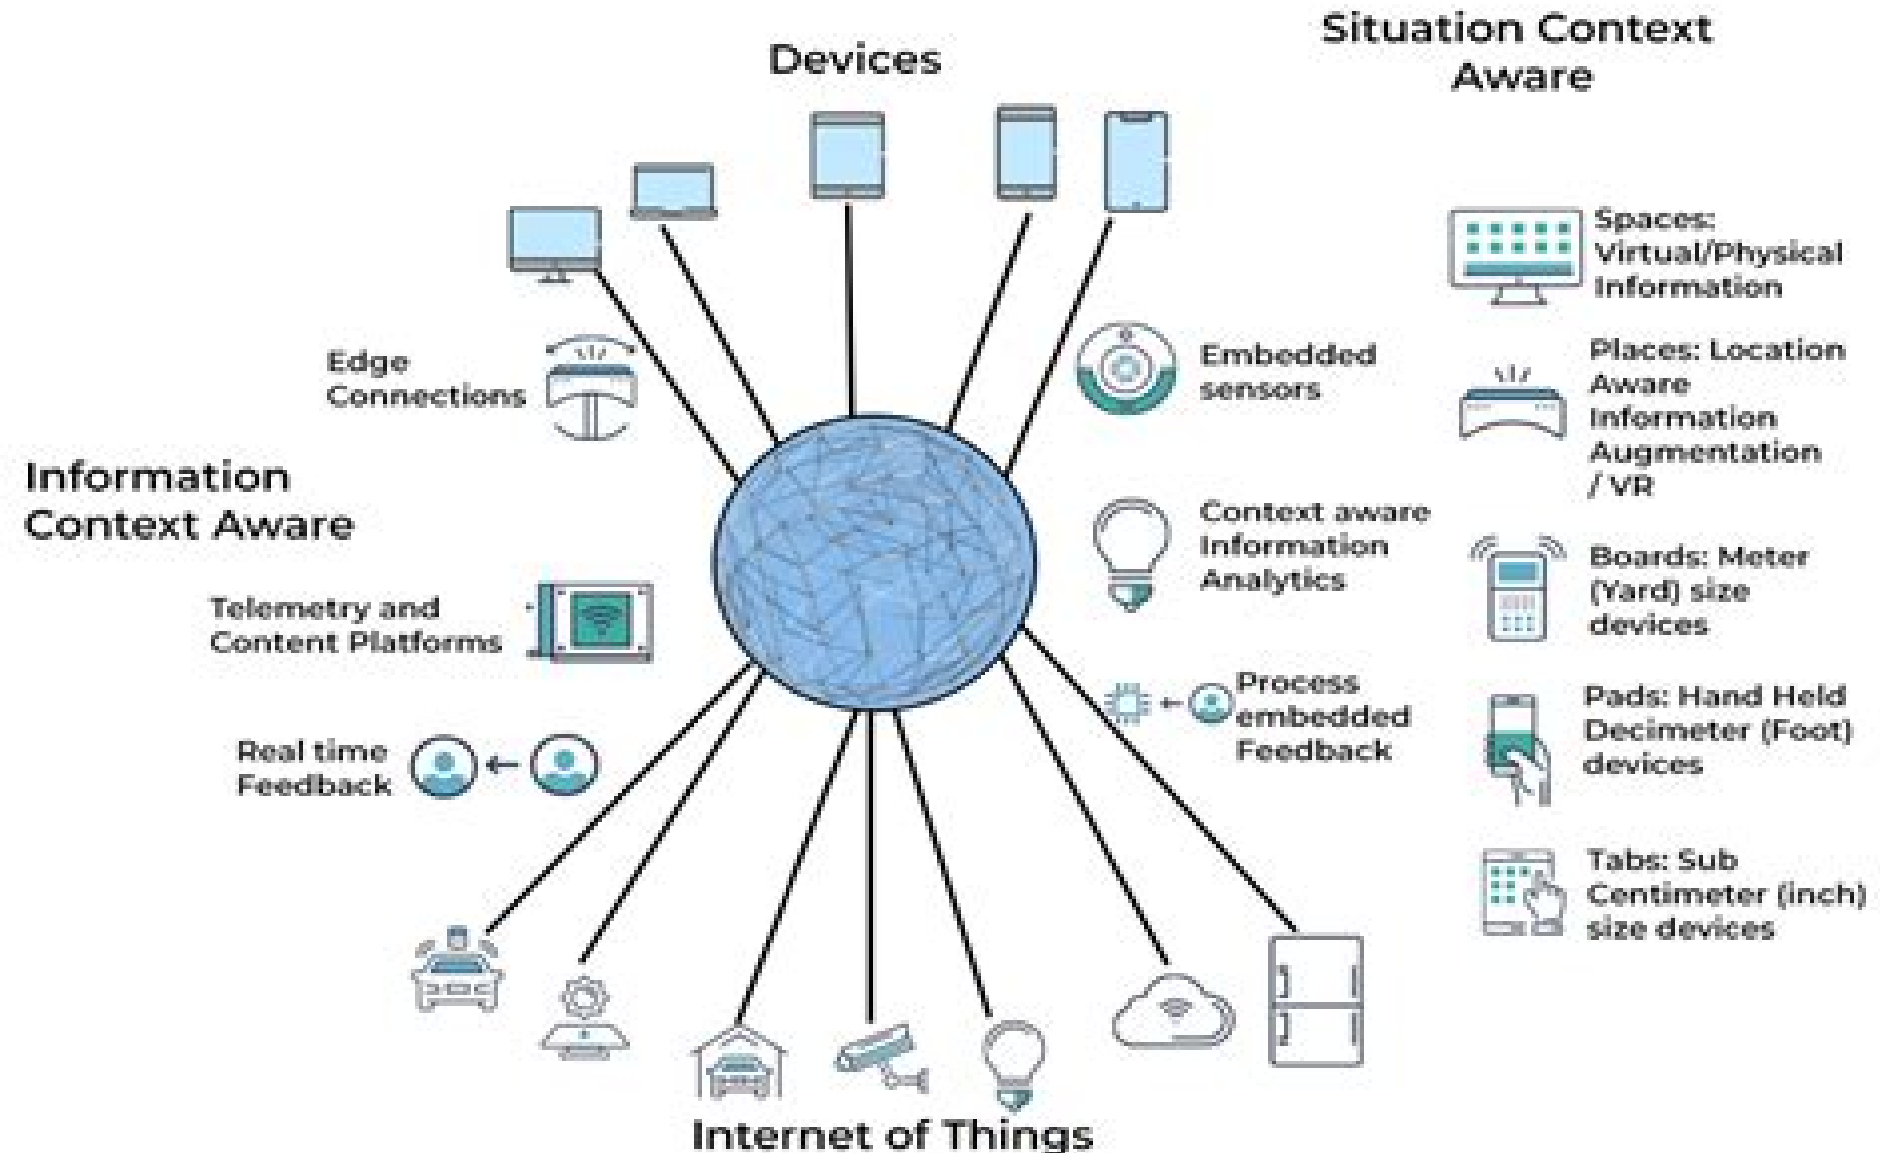 Devices
Situation Context
Aware
Spaces:
Virtual/Physical
Information
Edge
Connections
Embedded
sensors
Places: Location
Aware
Information
Augmentation
/ VR
Information
Context Aware
Context aware
Information
Analytics
Boards: Meter
(Yard) size
devices
Telemetry and
Content Platforms
Process
embedded
Feedback
Pads: Hand Held
Decimeter (Foot)
devices
Real time
Feedback
Tabs: Sub
Centimeter (inch)
size devices
Internet of Things